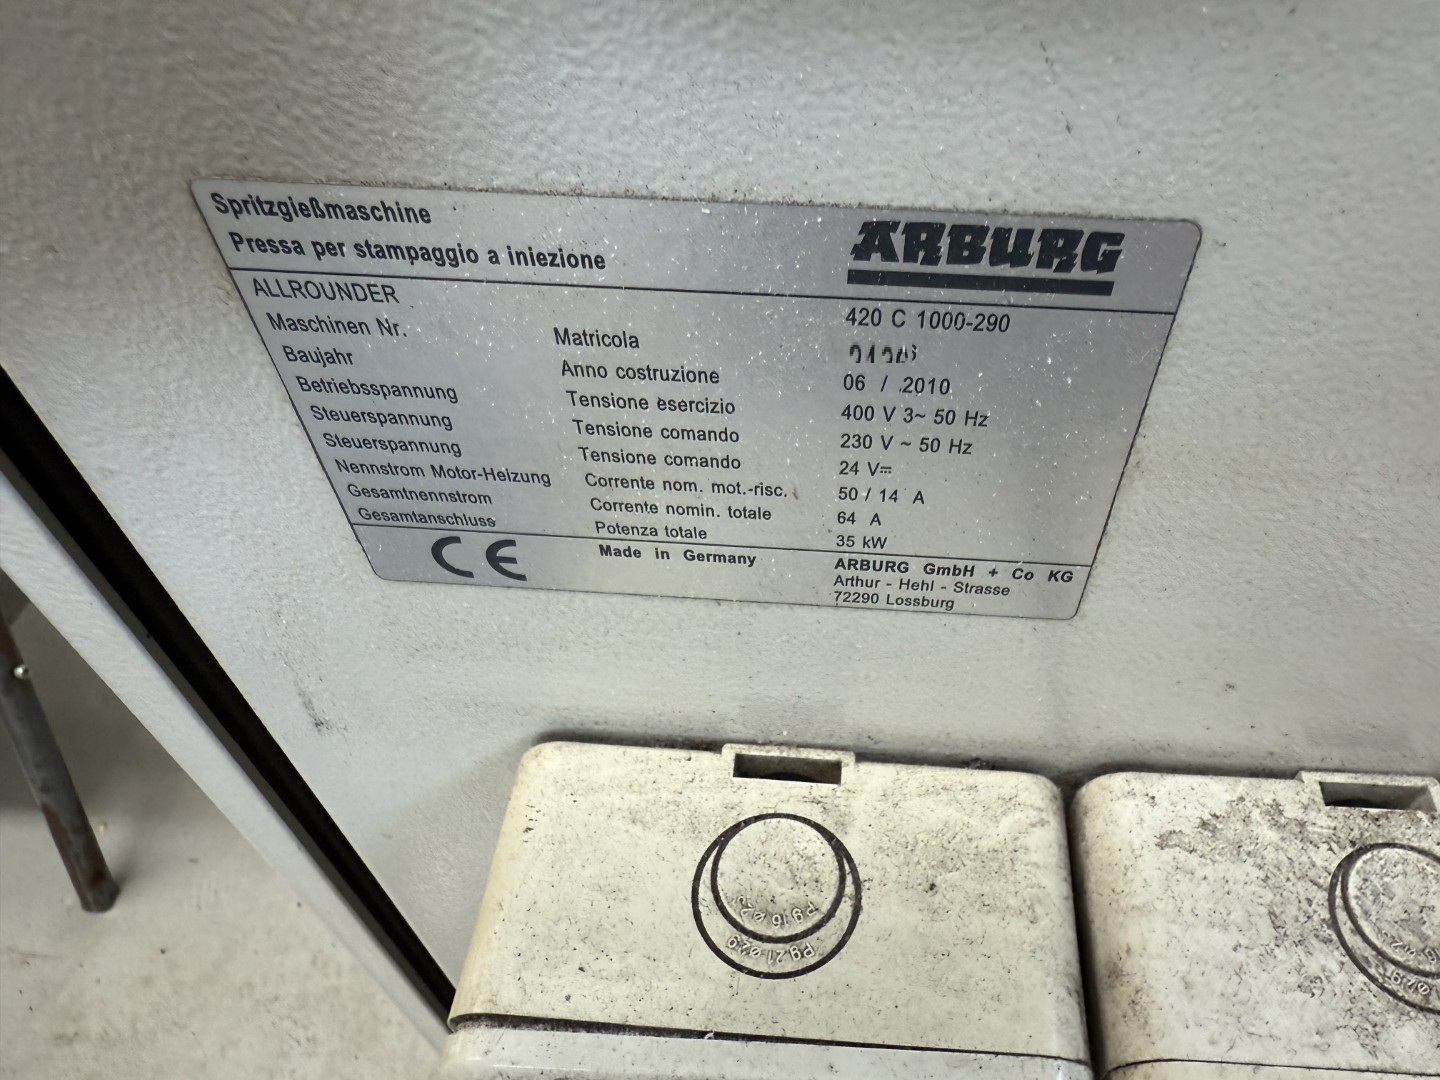 Spritzgießmaschine
Pressa per stampaggio a iniezione
ARBURG
ALLROUNDER 420 C 1000-290
Maschinen Nr. Matricola
Baujahr Anno costruzione 06 / 2010
Betriebsspannung Tensione esercizio 400 V 3~ 50 Hz
Steuerspannung Tensione comando 230 V ~ 50 Hz
Steuerspannung Tensione comando 24 V⎓
Nennstrom Motor-Heizung Corrente nom. mot.-risc. 50 / 14 A
Gesamtnennstrom Corrente nomin. totale 64 A
Gesamtanschluss Potenza totale 35 kW
CE Made in Germany ARBURG GmbH + Co KG
Arthur - Hehl - Strasse
72290 Lossburg